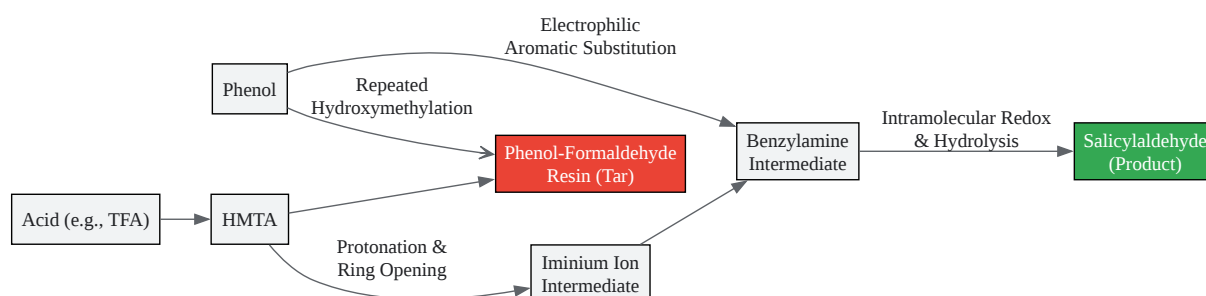 Electrophilic
Aromatic Substitution
Phenol
Repeated
Hydroxymethylation
Phenol-Formaldehyde
Resin (Tar)
Benzylamine
Intermediate
Intramolecular Redox
& Hydrolysis
Salicylaldehyde
(Product)
Acid (e.g., TFA)
HMTA
Protonation &
Ring Opening
Iminium Ion
Intermediate